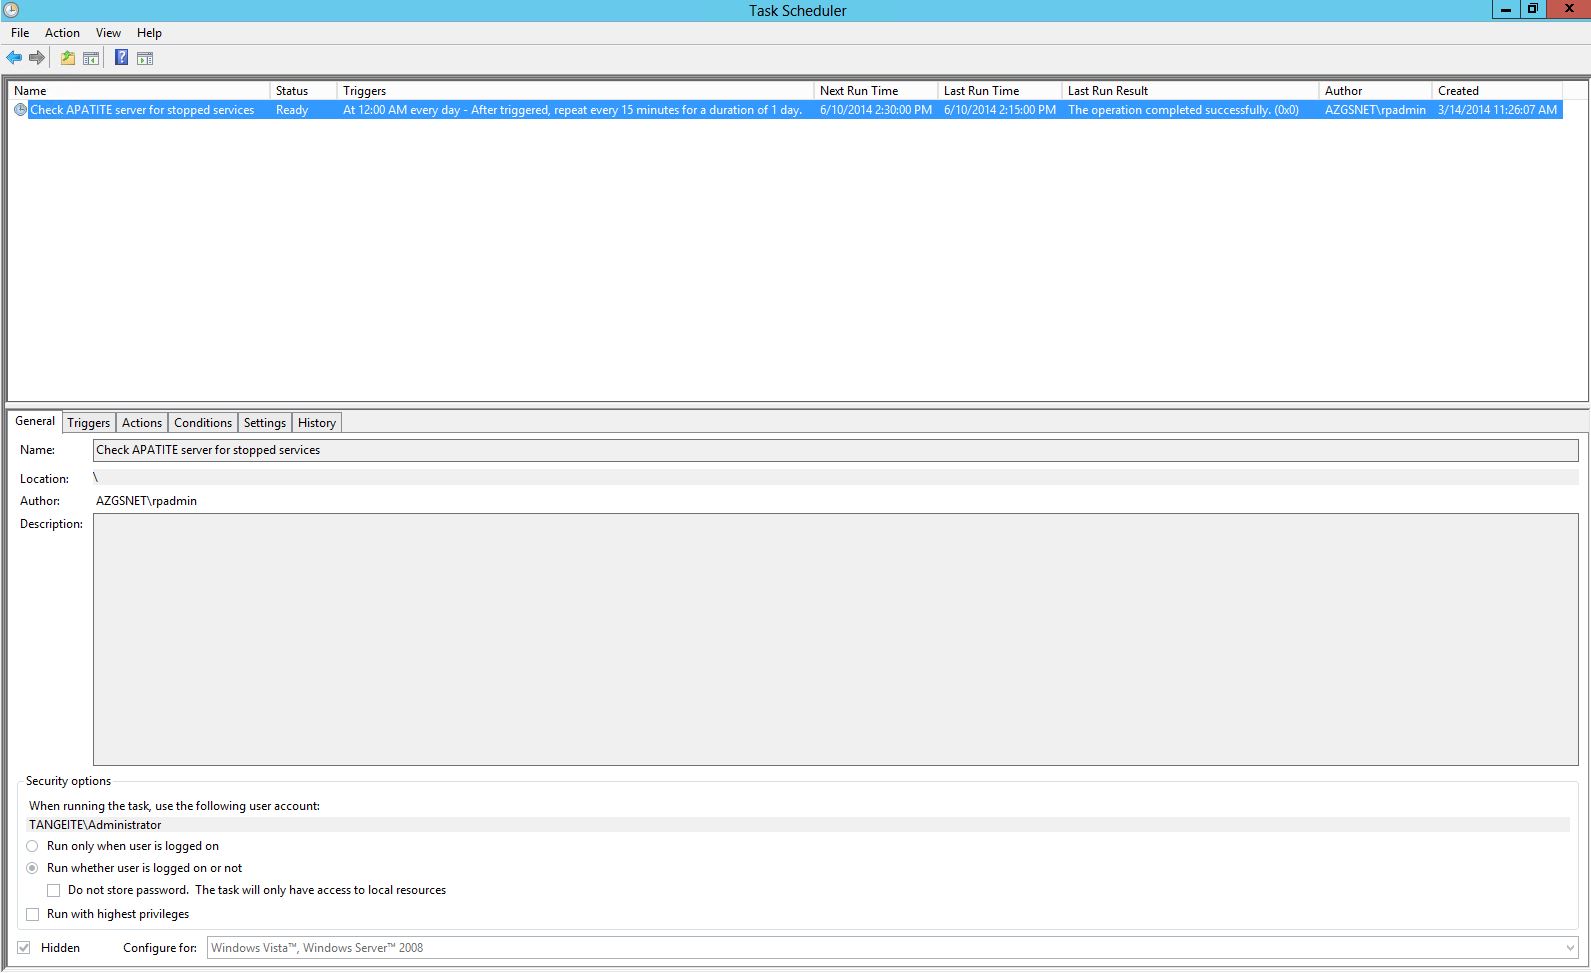 Task Scheduler
File Action View Help
Name Status Triggers Next Run Time Last Run Time Last Run Result Author Created
Check APATITE server for stopped services Ready At 12:00 AM every day - After triggered, repeat every 15 minutes for a duration of 1 day. 6/10/2014 2:30:00 PM 6/10/2014 2:15:00 PM The operation completed successfully. (0x0) AZGSNET\rpadmin 3/14/2014 11:26:07 AM
General Triggers Actions Conditions Settings History
Name: Check APATITE server for stopped services
Location: \
Author: AZGSNET\rpadmin
Description:
Security options
When running the task, use the following user account:
TANGEITE\Administrator
Run only when user is logged on
Run whether user is logged on or not
Do not store password. The task will only have access to local resources
Run with highest privileges
Hidden Configure for: Windows Vista™, Windows Server™ 2008